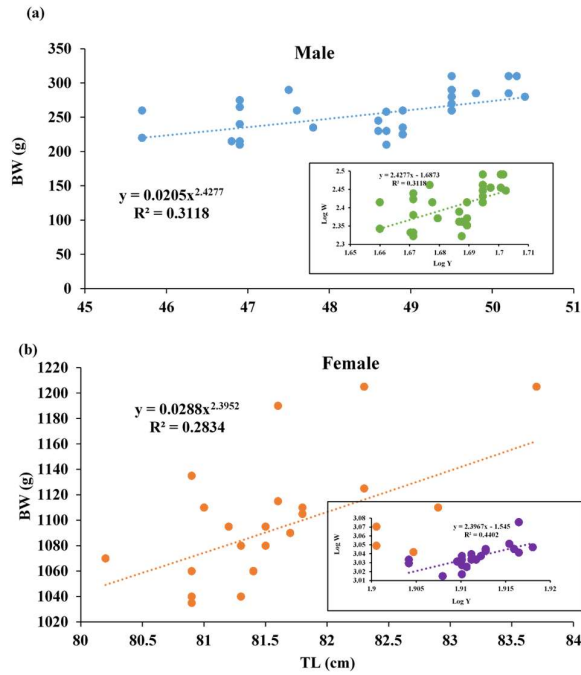 (a)
Male
350
300
250
200
150
100
50
0
BW (g)
y = 0.0205x^2.4277
R² = 0.3118
45 46 47 48 49 50 51
2.5
2.45
2.4
2.35
2.3
Log W
y = 2.4277x - 1.6873
R² = 0.3118
1.65 1.66 1.67 1.68 1.69 1.7 1.71
Log Y
(b)
Female
1220
1200
1180
1160
1140
1120
1100
1080
1060
1040
1020
BW (g)
y = 0.0288x^2.3952
R² = 0.2834
80 80.5 81 81.5 82 82.5 83 83.5 84
TL (cm)
3.09
3.08
3.07
3.06
3.05
3.04
3.03
3.02
3.01
3
Log W
y = 2.3967x - 1.545
R² = 0.4402
1.9 1.905 1.91 1.915 1.92
Log Y